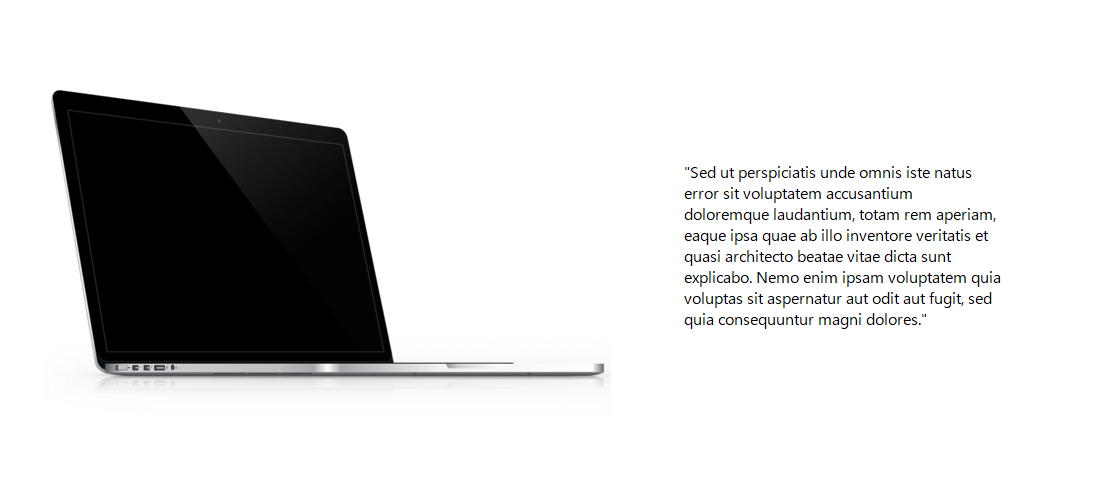 "Sed ut perspiciatis unde omnis iste natus
error sit voluptatem accusantium
doloremque laudantium, totam rem aperiam,
eaque ipsa quae ab illo inventore veritatis et
quasi architecto beatae vitae dicta sunt
explicabo. Nemo enim ipsam voluptatem quia
voluptas sit aspernatur aut odit aut fugit, sed
quia consequuntur magni dolores."